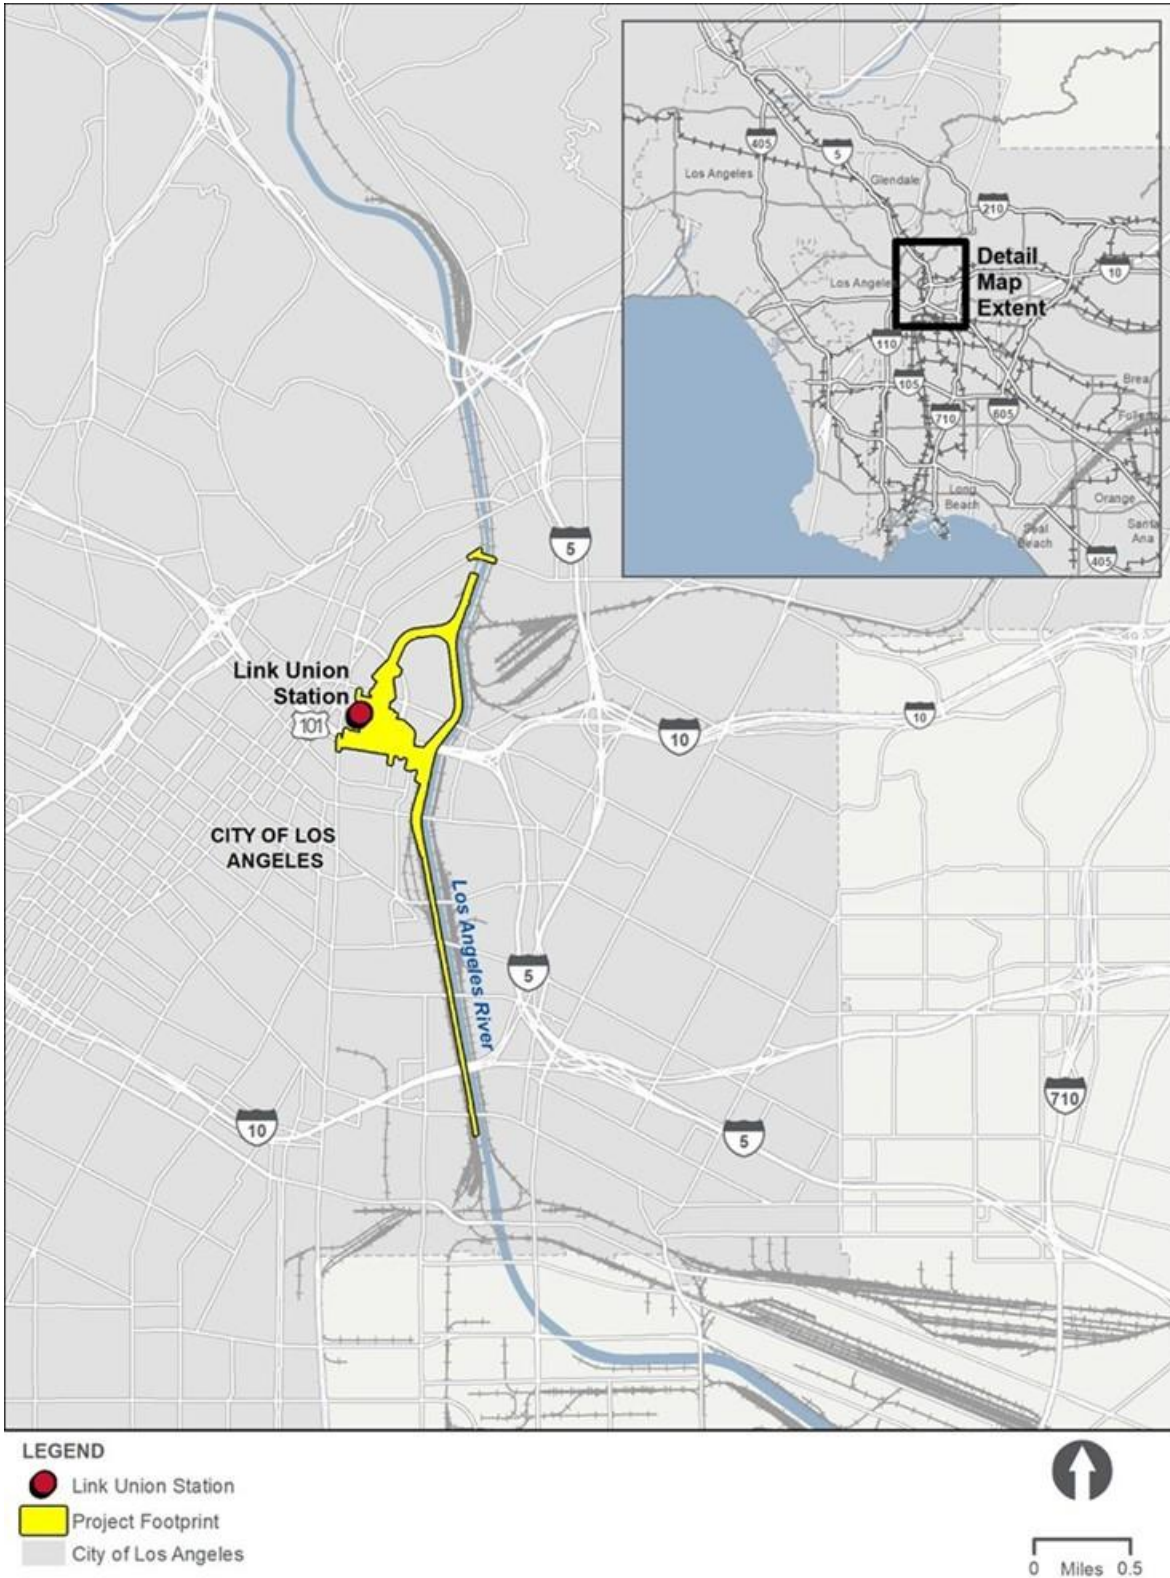 405
5
Los Angeles
Glendale
210
Detail
Map
Extent
10
Los Angele
110
105
710
605
Brea
Long
Beach
Orange
Seal
Beach
Santa
Ana
405
5
Link Union
Station
101
10
10
CITY OF LOS
ANGELES
Los Angeles River
5
10
5
710
LEGEND
Link Union Station
Project Footprint
City of Los Angeles
0 Miles 0.5